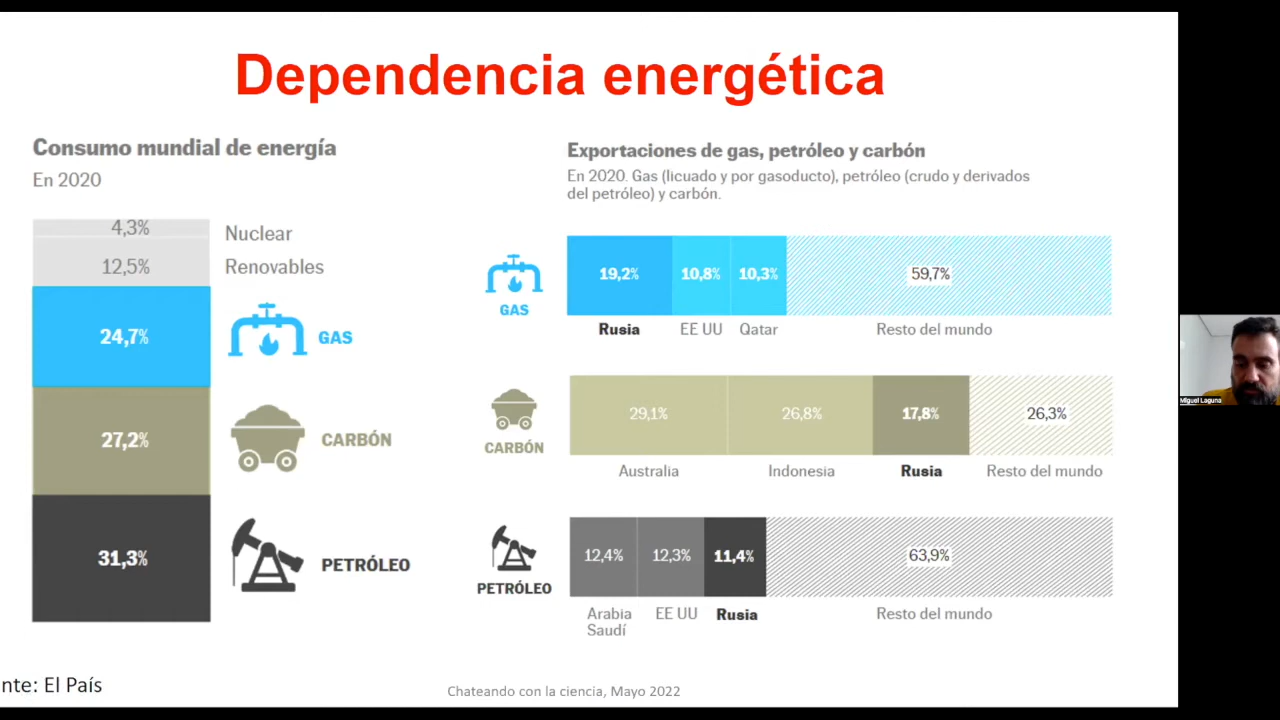 Dependencia energética
Consumo mundial de energía
En 2020
4,3%
Nuclear
12,5%
Renovables
24,7%
GAS
27,2%
CARBÓN
31,3%
PETRÓLEO
Exportaciones de gas, petróleo y carbón
En 2020. Gas (licuado y por gasoducto), petróleo (crudo y derivados
del petróleo) y carbón.
GAS
19,2%
10,8%
10,3%
59,7%
Rusia
EE UU
Qatar
Resto del mundo
CARBÓN
29,1%
26,8%
17,8%
26,3%
Australia
Indonesia
Rusia
Resto del mundo
PETRÓLEO
12,4%
12,3%
11,4%
63,9%
Arabia
Saudí
EE UU
Rusia
Resto del mundo
nte: El País
Chateando con la ciencia, Mayo 2022
Miguel Laguna